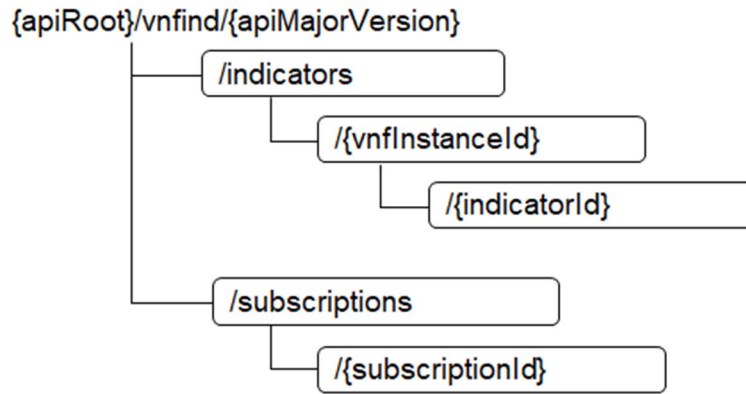 {apiRoot}/vnfind/{apiMajorVersion}
/indicators
/{vnfInstanceId}
/{indicatorId}
/subscriptions
/{subscriptionId}